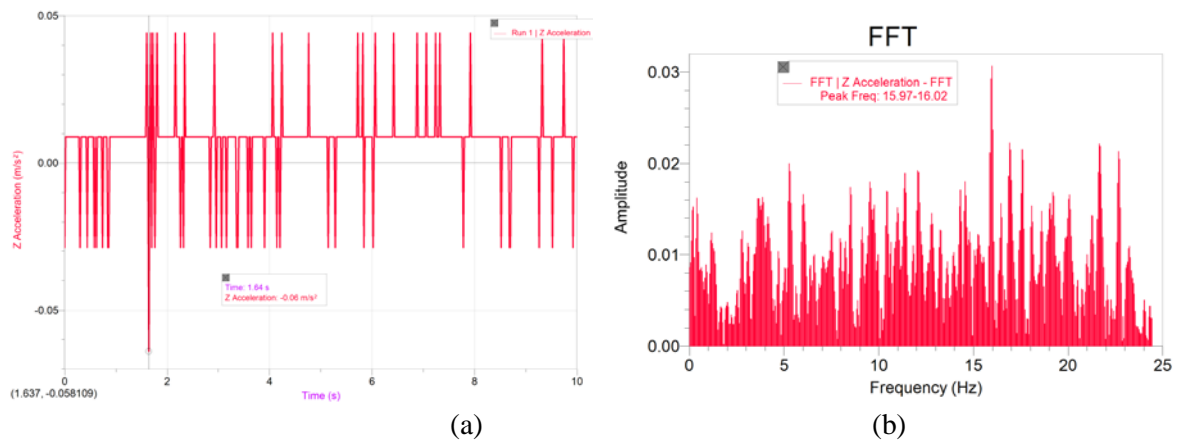 0.05
Run 1 | Z Acceleration
Z Acceleration (m/s²)
0.00
Time: 1.64 s
Z Acceleration: -0.06 m/s²
-0.05
0 2 4 6 8 10
(1.637, -0.058109)
Time (s)
(a)
FFT
0.03
FFT | Z Acceleration - FFT
Peak Freq: 15.97-16.02
0.02
Amplitude
0.01
0.00
0 5 10 15 20 25
Frequency (Hz)
(b)